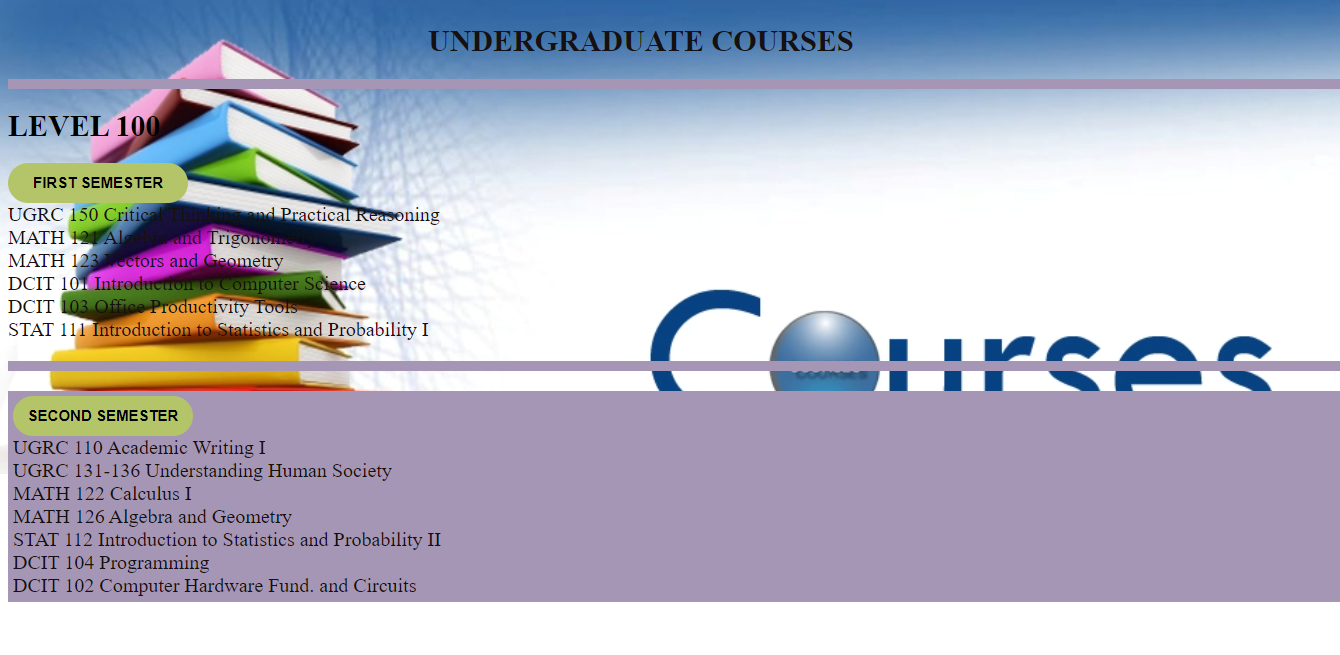 UNDERGRADUATE COURSES
LEVEL 100
FIRST SEMESTER
UGRC 150 Critical Thinking and Practical Reasoning
MATH 121 Algebra and Trigonometry
MATH 123 Vectors and Geometry
DCIT 101 Introduction to Computer Science
DCIT 103 Office Productivity Tools
STAT 111 Introduction to Statistics and Probability I
Courses
SECOND SEMESTER
UGRC 110 Academic Writing I
UGRC 131-136 Understanding Human Society
MATH 122 Calculus I
MATH 126 Algebra and Geometry
STAT 112 Introduction to Statistics and Probability II
DCIT 104 Programming
DCIT 102 Computer Hardware Fund. and Circuits